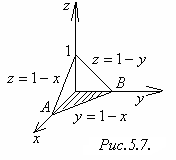 z
1
z = 1 – y
z = 1 – x
A
B
y
y = 1 – x
x
Рис.5.7.